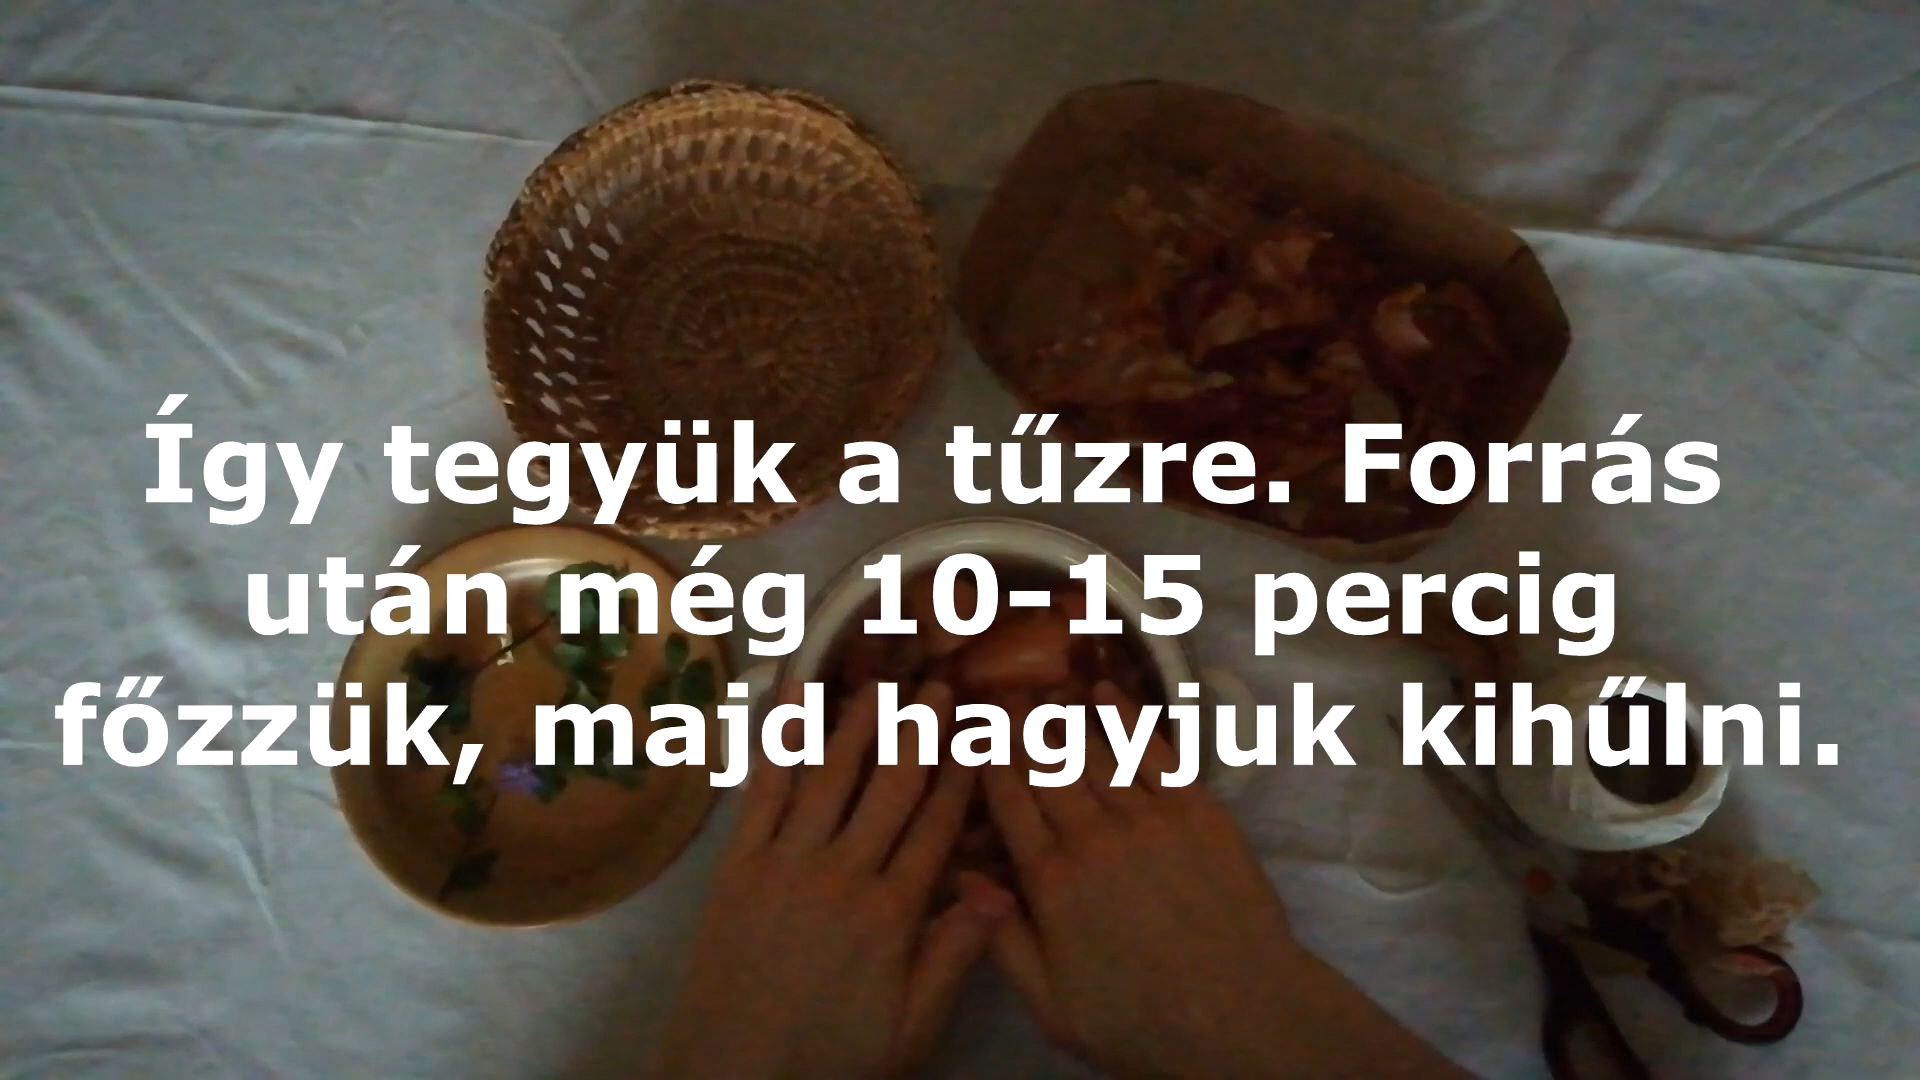 Így tegyük a tűzre. Forrás
után még 10-15 percig
főzzük, majd hagyjuk kihűlni.